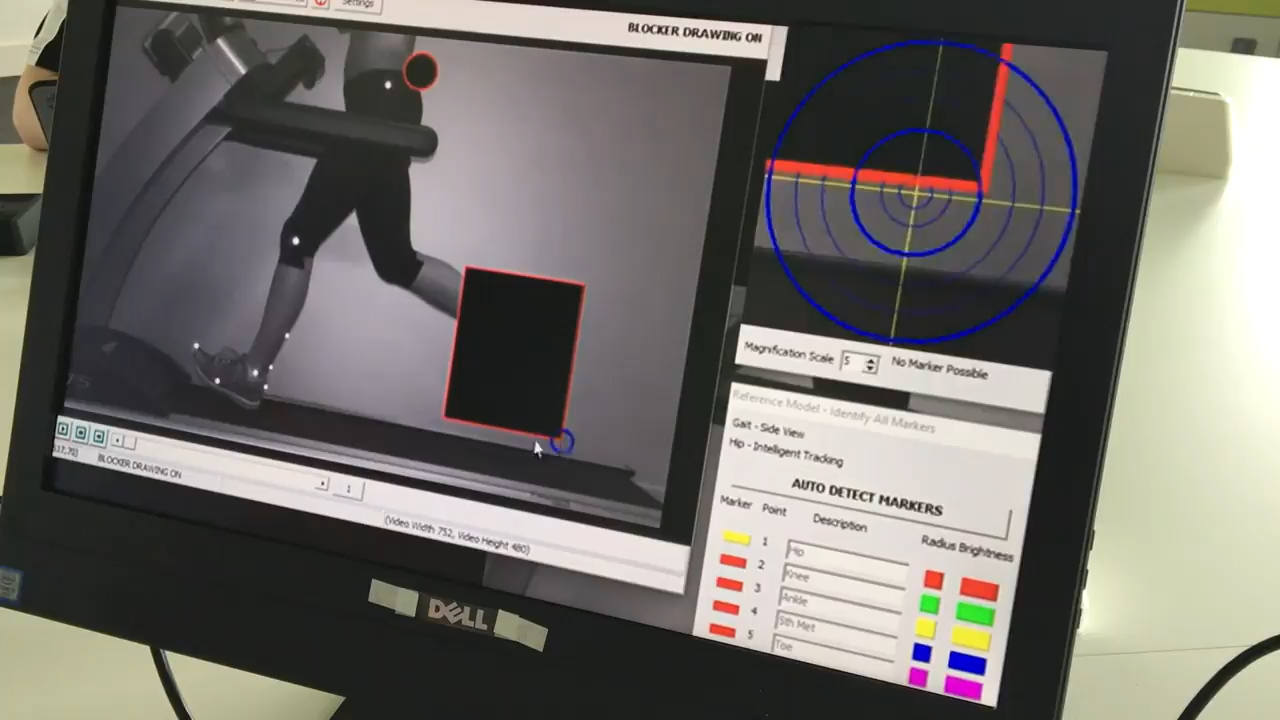 Settings
BLOCKER DRAWING ON
Magnification Scale 5 No Marker Possible
Reference Model - Identify All Markers
Gait - Side View
Hip - Intelligent Tracking
AUTO DETECT MARKERS
Marker Point Description Radius Brightness
1 Hip
2 Knee
3 Ankle
4 5th Met
5 Toe
BLOCKER DRAWING ON
1
(Video Width 752, Video Height 480)
DELL